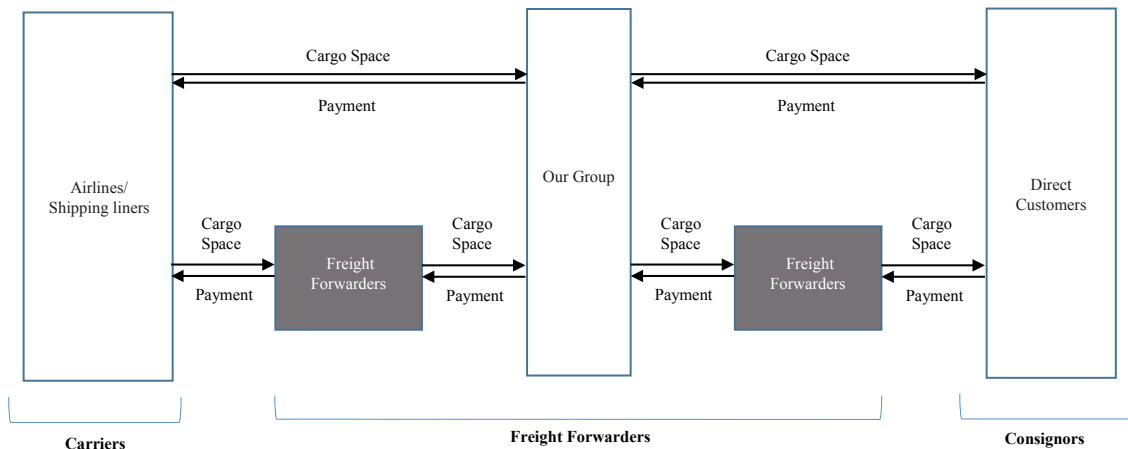 Cargo Space
Payment
Cargo Space
Payment
Airlines/
Shipping liners
Our Group
Direct
Customers
Cargo
Space
Payment
Freight
Forwarders
Cargo
Space
Payment
Cargo
Space
Payment
Freight
Forwarders
Cargo
Space
Payment
Carriers
Freight Forwarders
Consignors